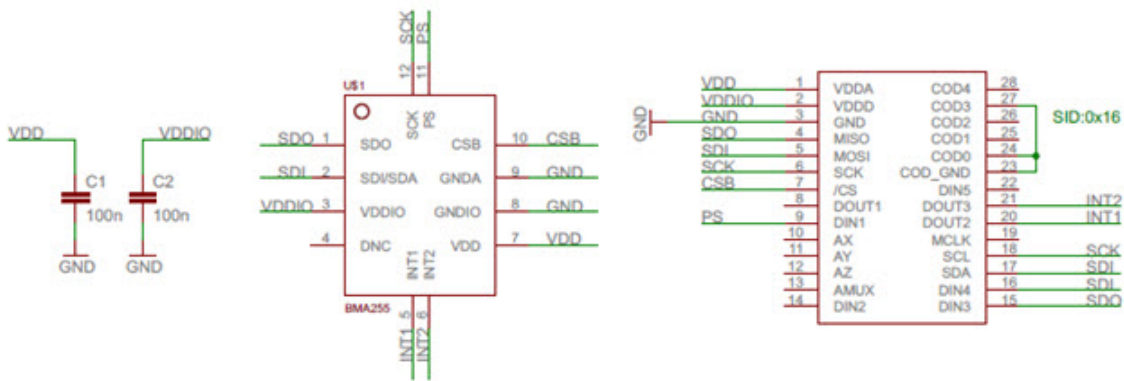 VDD
VDDIO
C1
100n
C2
100n
GND
GND
SCK
PS
12
11
U$1
SCK
PS
SDO 1 SDO
CSB 10 CSB
SDI 2 SDI/SDA
GNDA 9 GND
VDDIO 3 VDDIO
GNDIO 8 GND
4 DNC
VDD 7 VDD
INT1
INT2
BMA255
5
6
INT1
INT2
VDD 1 VDDA
COD4 28
VDDIO 2 VDDD
COD3 27
GND
GND 3 GND
COD2 26
SID:0x16
SDO 4 MISO
COD1 25
SDI 5 MOSI
COD0 24
SCK 6 SCK
COD_GND 23
CSB 7 /CS
DIN5 22
8 DOUT1
DOUT3 21 INT2
PS 9 DIN1
DOUT2 20 INT1
10 AX
MCLK 19
11 AY
SCL 18 SCK
12 AZ
SDA 17 SDI
13 AMUX
DIN4 16 SDI
14 DIN2
DIN3 15 SDO